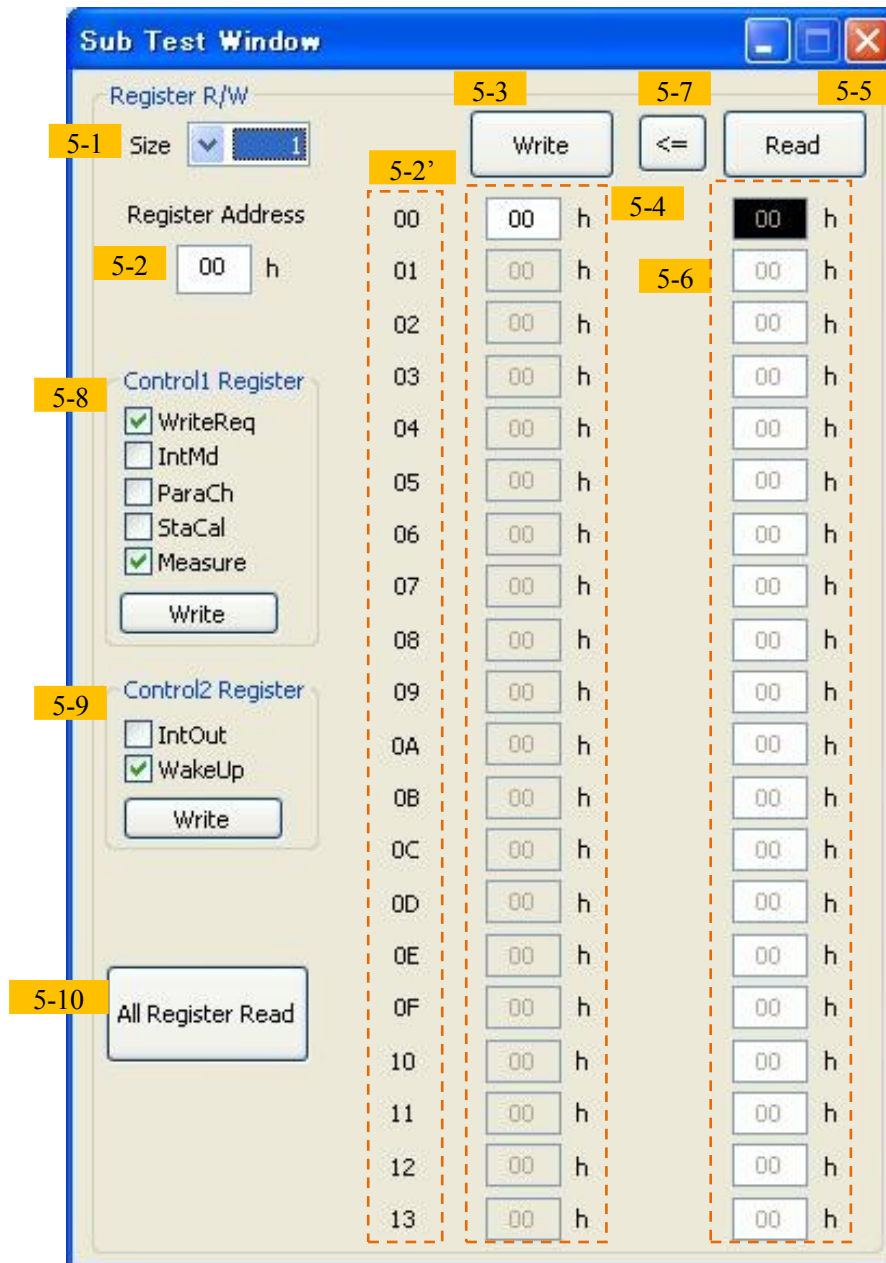 Sub Test Window
Register R/W
5-3 5-7 5-5
5-1 Size 1 Write <= Read
5-2’
Register Address 00 00 h 5-4 00 h
5-2 00 h 01 00 h 5-6 00 h
02 00 h 00 h
5-8 Control1 Register 03 00 h 00 h
WriteReq 04 00 h 00 h
IntMd
ParaCh 05 00 h 00 h
StaCal 06 00 h 00 h
Measure
Write 07 00 h 00 h
08 00 h 00 h
5-9 Control2 Register 09 00 h 00 h
IntOut 0A 00 h 00 h
WakeUp
Write 0B 00 h 00 h
0C 00 h 00 h
0D 00 h 00 h
0E 00 h 00 h
5-10 All Register Read 0F 00 h 00 h
10 00 h 00 h
11 00 h 00 h
12 00 h 00 h
13 00 h 00 h